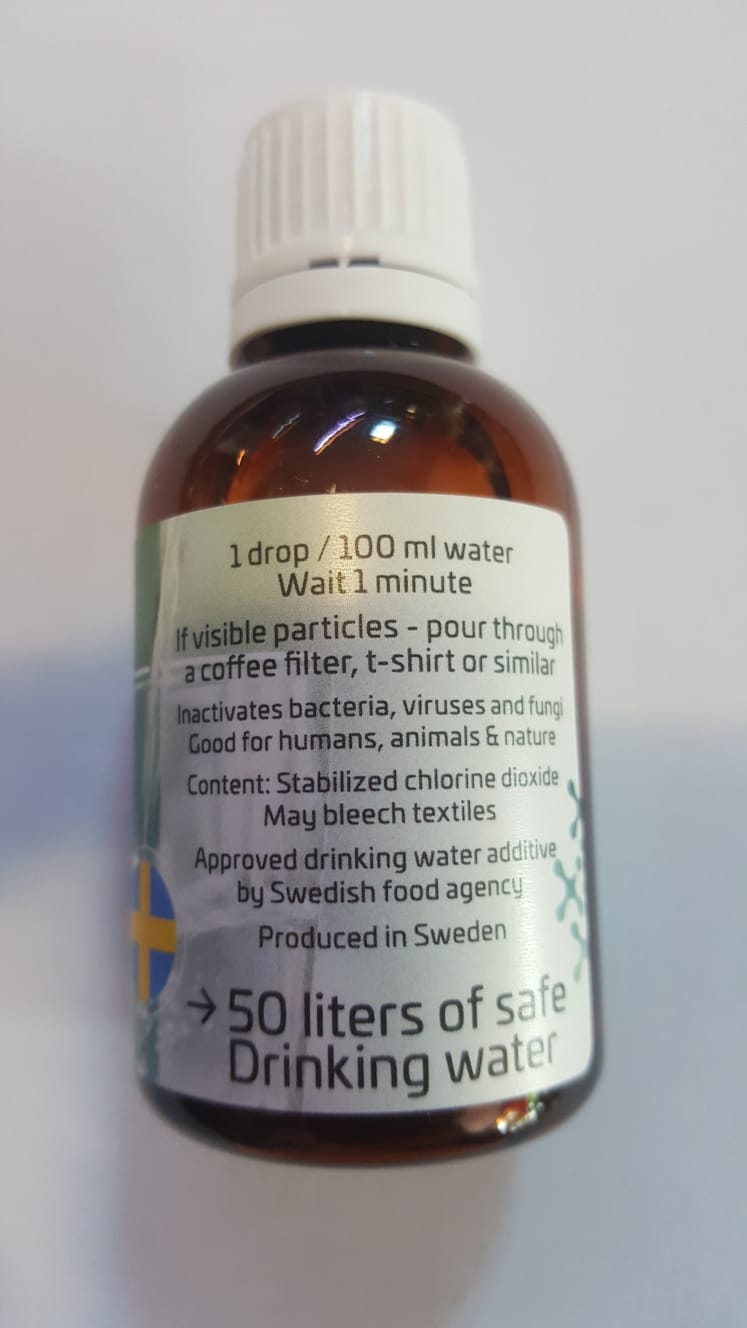 1 drop / 100 ml water
Wait 1 minute
If visible particles - pour through
a coffee filter, t-shirt or similar
Inactivates bacteria, viruses and fungi
Good for humans, animals & nature
Content: Stabilized chlorine dioxide
May bleech textiles
Approved drinking water additive
by Swedish food agency
Produced in Sweden
→ 50 liters of safe
Drinking water